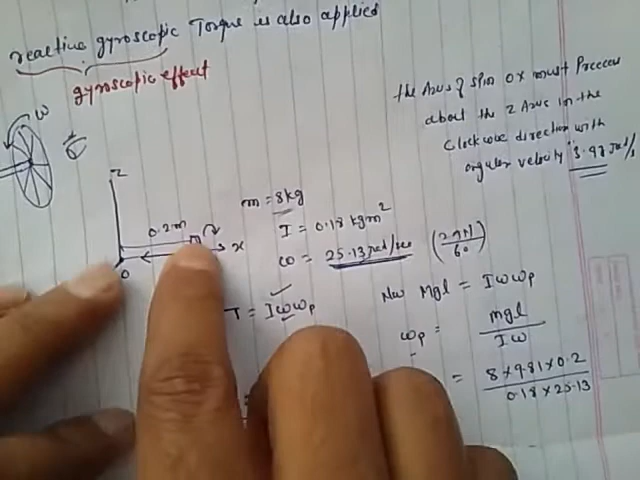 reactive gyroscopic Torque is also applied
gyroscopic effect
the Axis of spin OX must Precess
about the Z Axis in the
Clockwise direction with
angular velocity 3.47 rad/s
ω
Z
0.2m
x
O
m = 8kg
I = 0.18 kgm²
ω = 25.13 rad/sec (2πN/60)
T = Iωωp
Now Mgl = Iωωp
ωp = mgl/Iω
= 8×9.81×0.2/0.18×25.13